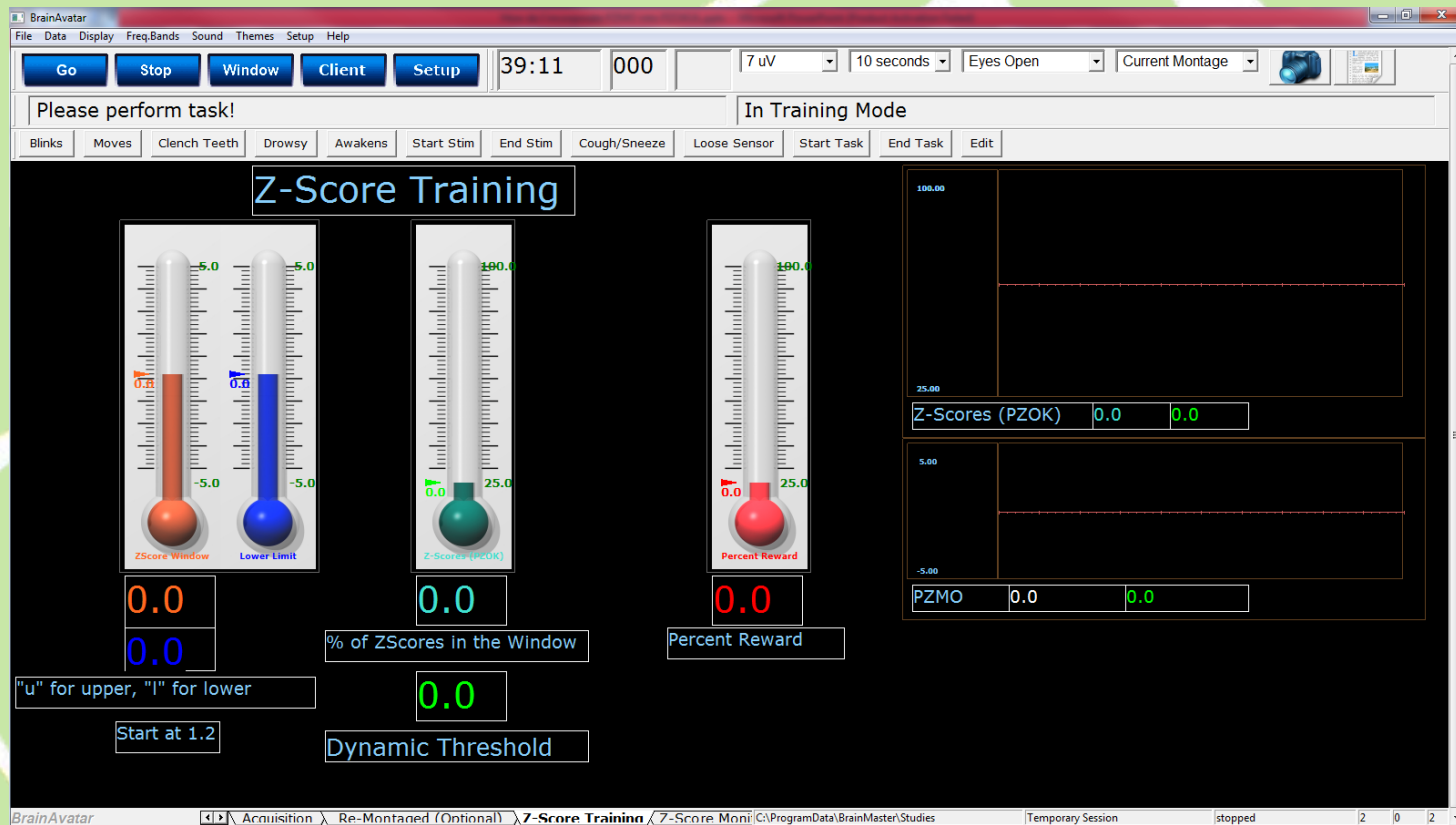 BrainAvatar
File Data Display Freq.Bands Sound Themes Setup Help
Go Stop Window Client Setup 39:11 000 7 uV 10 seconds Eyes Open Current Montage
Please perform task! In Training Mode
Blinks Moves Clench Teeth Drowsy Awakens Start Stim End Stim Cough/Sneeze Loose Sensor Start Task End Task Edit
Z-Score Training
5.0 5.0 100.0 100.0
0.0 0.0
-5.0 -5.0 0.0 25.0 0.0 25.0
ZScore Window Lower Limit Z-Scores (PZOK) Percent Reward
0.0 0.0 0.0
0.0
% of ZScores in the Window
Percent Reward
"u" for upper, "l" for lower
0.0
Start at 1.2
Dynamic Threshold
100.00
25.00
Z-Scores (PZOK) 0.0 0.0
5.00
-5.00
PZMO 0.0 0.0
BrainAvatar Acquisition Re-Montaged (Optional) Z-Score Training Z-Score Moni C:\ProgramData\BrainMaster\Studies Temporary Session stopped 2 0 2